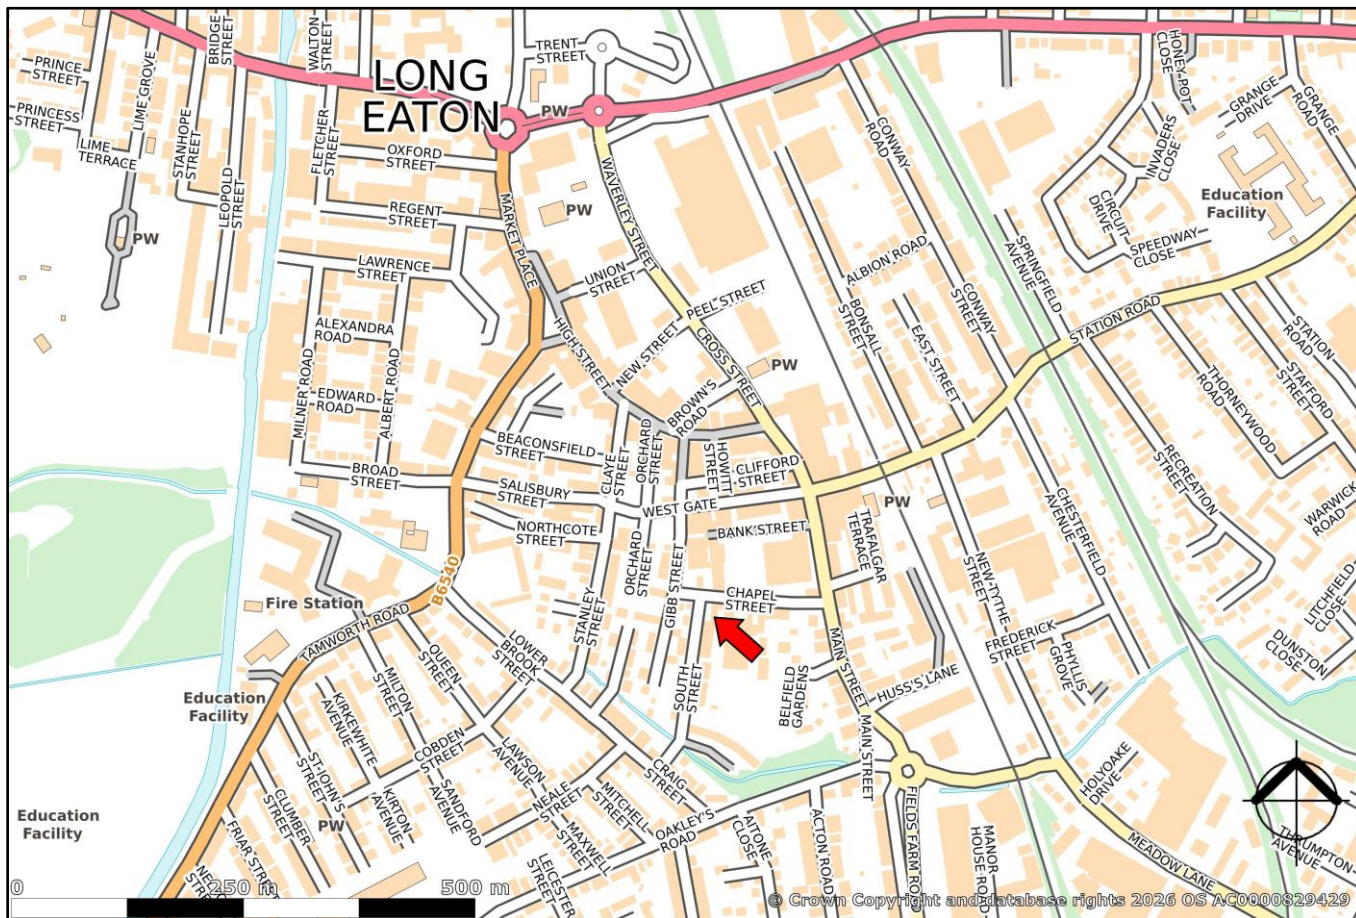 LONG
EATON
PRINCE
STREET
PRINCESS
STREET
LIME GROVE
LIME
TERRACE
STANHOPE
STREET
BRIDGE
STREET
LEOPOLD
STREET
WALTON
STREET
FLETCHER
STREET
TRENT
STREET
PW
OXFORD
STREET
REGENT
STREET
LAWRENCE
STREET
MARKET PLACE
PW
PW
WAVERLEY STREET
UNION
STREET
PEEL STREET
NEW STREET
HIGH STREET
CROSS STREET
PW
BROWN'S
ROAD
ALEXANDRA
ROAD
MILNER ROAD
ALBERT ROAD
EDWARD
ROAD
BROAD
STREET
BEACONSFIELD
STREET
SALISBURY
STREET
NORTHCOTE
STREET
CLAYE
STREET
ORCHARD
STREET
HOWITT
STREET
CLIFFORD
STREET
WEST GATE
BANK STREET
ORCHARD
STREET
GIBB STREET
STANLEY
STREET
CHAPEL
STREET
SOUTH
STREET
TRAFALGAR
TERRACE
PW
MAIN STREET
MAIN STREET
BELFIELD
GARDENS
HUSS'S LANE
CONWAY
ROAD
ALBION ROAD
BONSALL
STREET
EAST STREET
CONWAY
STREET
SPRINGFIELD
AVENUE
STATION ROAD
HONEY-POT
CLOSE
INVADERS
CLOSE
GRANGE
DRIVE
GRANGE
ROAD
CIRCUIT
DRIVE
SPEEDWAY
CLOSE
Education
Facility
STATION
ROAD
STAFFORD
STREET
THORNEYWOOD
ROAD
RECREATION
STREET
WARWICK
ROAD
LITCHFIELD
CLOSE
DUNSTON
CLOSE
CHESTERFIELD
AVENUE
NEW-TYTHE
STREET
FREDERICK
STREET
PHYLLIS
GROVE
HOLYOAKE
DRIVE
MEADOW LANE
THRUMPTON
AVENUE
MANOR
HOUSE ROAD
FIELDS FARM ROAD
ACTON ROAD
AITONE
CLOSE
OAKLEY'S
ROAD
CRAIG
STREET
MITCHELL
STREET
NEALE
STREET
MAXWELL
STREET
LEICESTER
STREET
LAWSON
AVENUE
LOWER
BROOK
STREET
QUEEN
STREET
MILTON
STREET
COBDEN
STREET
SANDFORD
AVENUE
KIRTON
AVENUE
KIRKEWHITE
AVENUE
ST-JOHN'S
STREET
PW
CLUMBER
STREET
FRIAR STREET
B6540
TAMWORTH ROAD
Fire Station
Education
Facility
Education
Facility
0
250 m
500 m
© Crown Copyright and database rights 2026 OS AC0000829429